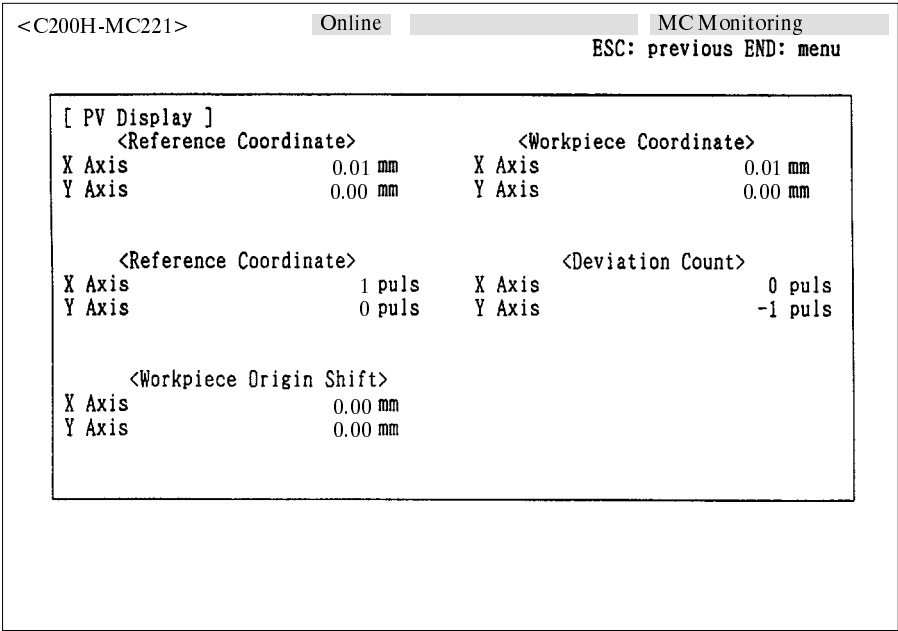 <C200H-MC221> Online MC Monitoring
ESC: previous END: menu
[ PV Display ]
<Reference Coordinate> <Workpiece Coordinate>
X Axis 0.01 mm X Axis 0.01 mm
Y Axis 0.00 mm Y Axis 0.00 mm
<Reference Coordinate> <Deviation Count>
X Axis 1 puls X Axis 0 puls
Y Axis 0 puls Y Axis -1 puls
<Workpiece Origin Shift>
X Axis 0.00 mm
Y Axis 0.00 mm